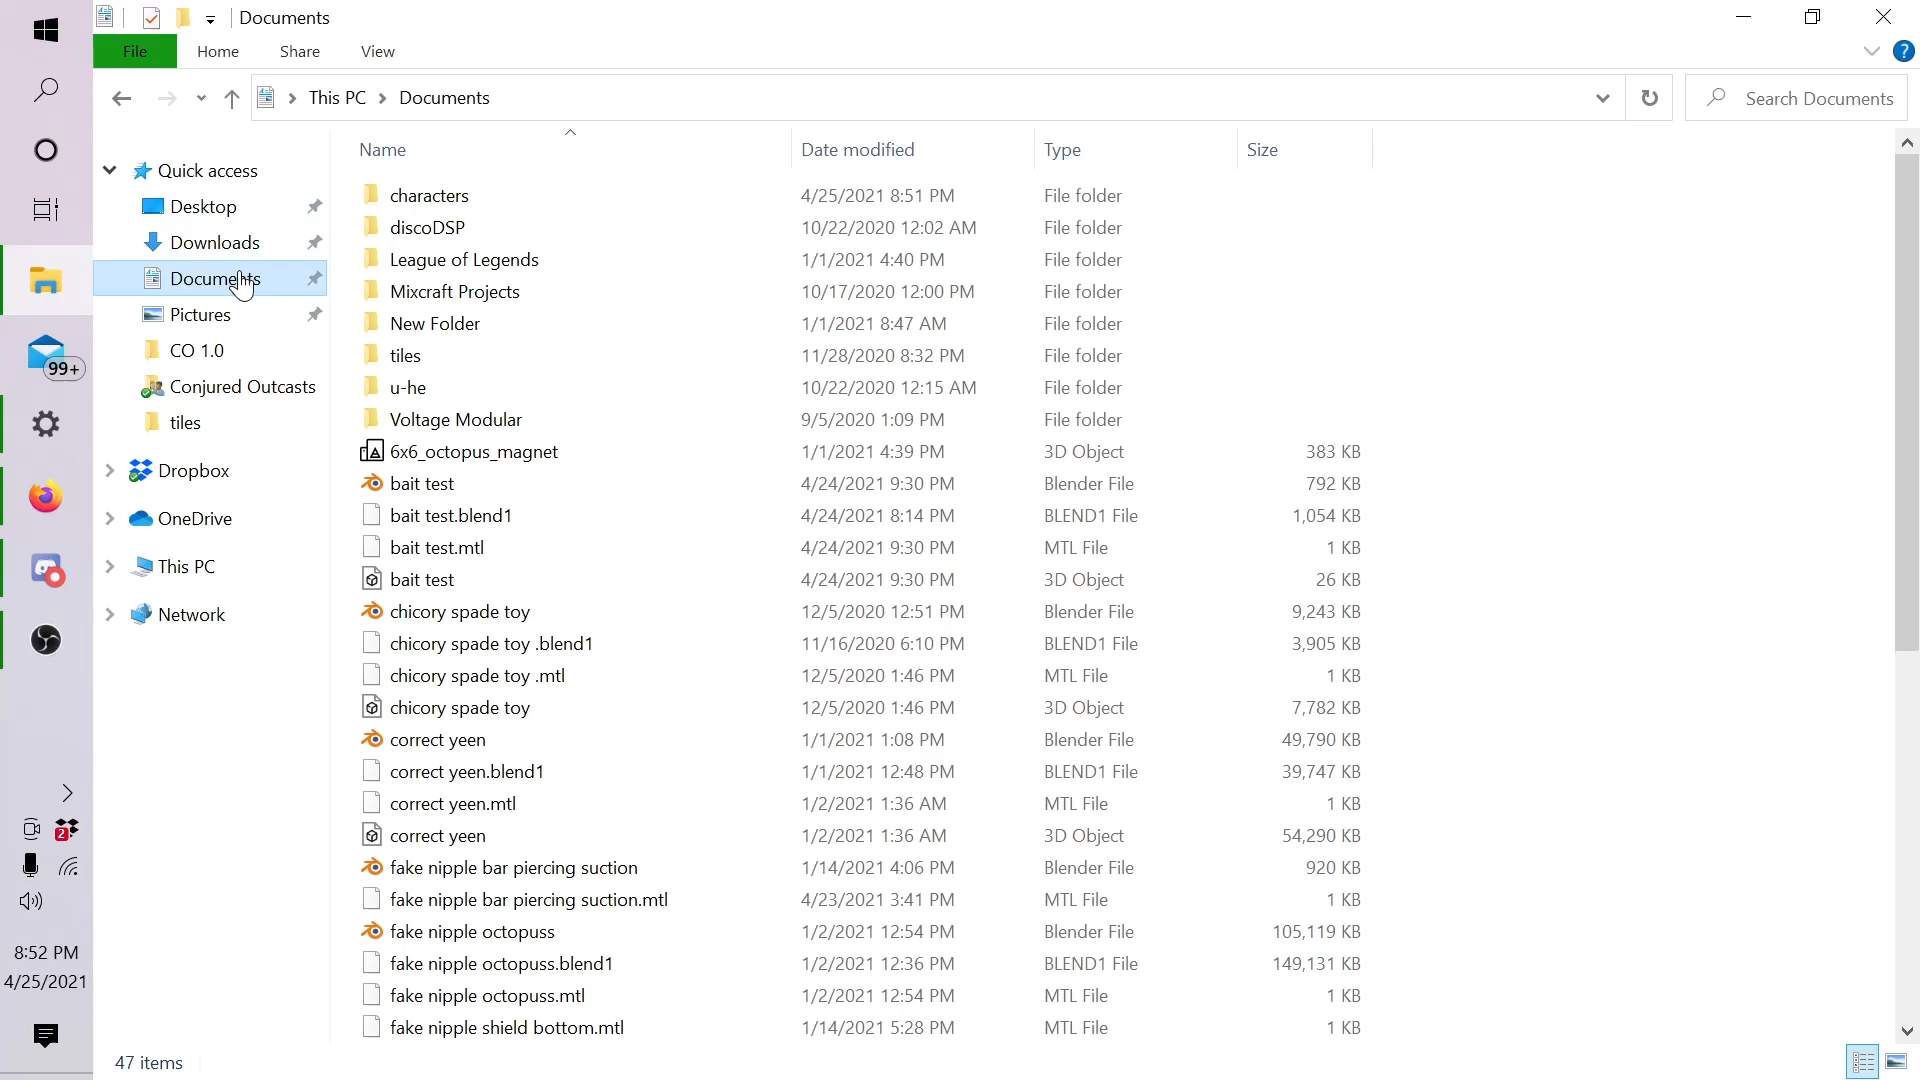 Documents
File Home Share View
This PC Documents Search Documents
Name Date modified Type Size
Quick access
Desktop
Downloads
Documents
Pictures
CO 1.0
Conjured Outcasts
tiles
Dropbox
OneDrive
This PC
Network
characters 4/25/2021 8:51 PM File folder
discoDSP 10/22/2020 12:02 AM File folder
League of Legends 1/1/2021 4:40 PM File folder
Mixcraft Projects 10/17/2020 12:00 PM File folder
New Folder 1/1/2021 8:47 AM File folder
tiles 11/28/2020 8:32 PM File folder
u-he 10/22/2020 12:15 AM File folder
Voltage Modular 9/5/2020 1:09 PM File folder
6x6_octopus_magnet 1/1/2021 4:39 PM 3D Object 383 KB
bait test 4/24/2021 9:30 PM Blender File 792 KB
bait test.blend1 4/24/2021 8:14 PM BLEND1 File 1,054 KB
bait test.mtl 4/24/2021 9:30 PM MTL File 1 KB
bait test 4/24/2021 9:30 PM 3D Object 26 KB
chicory spade toy 12/5/2020 12:51 PM Blender File 9,243 KB
chicory spade toy .blend1 11/16/2020 6:10 PM BLEND1 File 3,905 KB
chicory spade toy .mtl 12/5/2020 1:46 PM MTL File 1 KB
chicory spade toy 12/5/2020 1:46 PM 3D Object 7,782 KB
correct yeen 1/1/2021 1:08 PM Blender File 49,790 KB
correct yeen.blend1 1/1/2021 12:48 PM BLEND1 File 39,747 KB
correct yeen.mtl 1/2/2021 1:36 AM MTL File 1 KB
correct yeen 1/2/2021 1:36 AM 3D Object 54,290 KB
fake nipple bar piercing suction 1/14/2021 4:06 PM Blender File 920 KB
fake nipple bar piercing suction.mtl 4/23/2021 3:41 PM MTL File 1 KB
fake nipple octopuss 1/2/2021 12:54 PM Blender File 105,119 KB
fake nipple octopuss.blend1 1/2/2021 12:36 PM BLEND1 File 149,131 KB
fake nipple octopuss.mtl 1/2/2021 12:54 PM MTL File 1 KB
fake nipple shield bottom.mtl 1/14/2021 5:28 PM MTL File 1 KB
47 items
99+
2
8:52 PM
4/25/2021